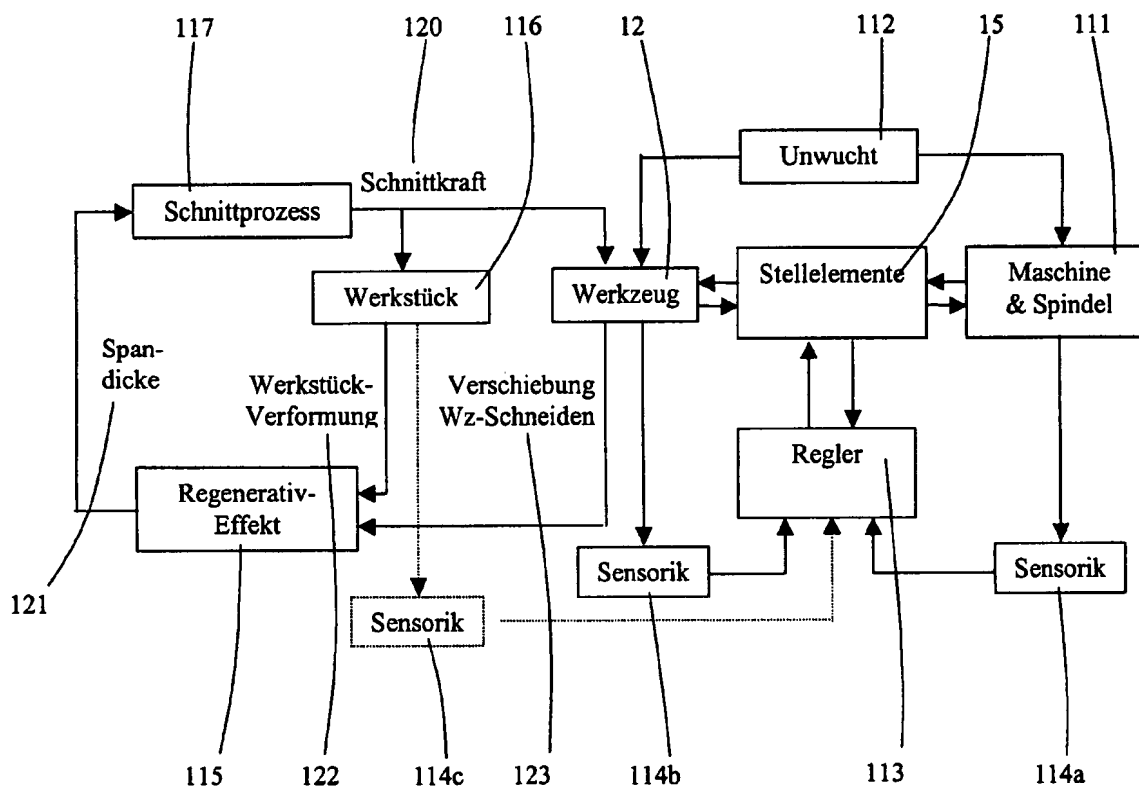 117
120
116
12
112
15
111
Unwucht
Schnittkraft
Schnittprozess
Werkstück
Werkzeug
Stellelemente
Maschine
& Spindel
Span-
dicke
Werkstück-
Verformung
Verschiebung
Wz-Schneiden
Regler
Regenerativ-
Effekt
Sensorik
Sensorik
Sensorik
121
115
122
114c
123
114b
113
114a